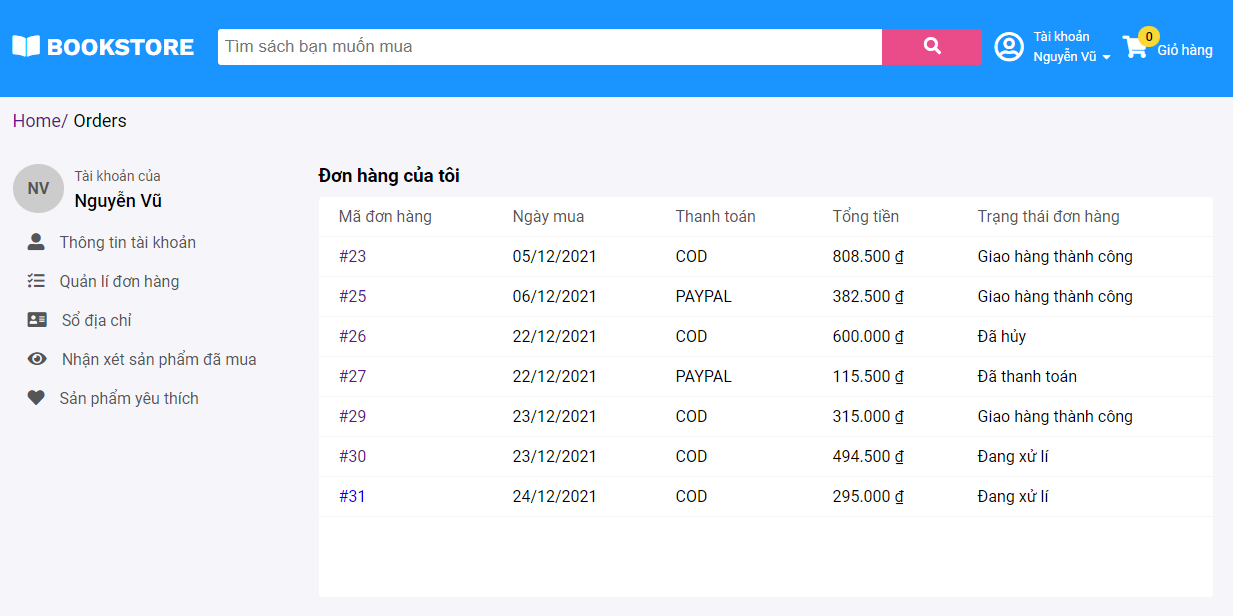 BOOKSTORE
Tìm sách bạn muốn mua
Tài khoản
Nguyễn Vũ
0
Giỏ hàng
Home/ Orders
NV
Tài khoản của
Nguyễn Vũ
Thông tin tài khoản
Quản lí đơn hàng
Sổ địa chỉ
Nhận xét sản phẩm đã mua
Sản phẩm yêu thích
Đơn hàng của tôi
Mã đơn hàng Ngày mua Thanh toán Tổng tiền Trạng thái đơn hàng
#23 05/12/2021 COD 808.500 ₫ Giao hàng thành công
#25 06/12/2021 PAYPAL 382.500 ₫ Giao hàng thành công
#26 22/12/2021 COD 600.000 ₫ Đã hủy
#27 22/12/2021 PAYPAL 115.500 ₫ Đã thanh toán
#29 23/12/2021 COD 315.000 ₫ Giao hàng thành công
#30 23/12/2021 COD 494.500 ₫ Đang xử lí
#31 24/12/2021 COD 295.000 ₫ Đang xử lí